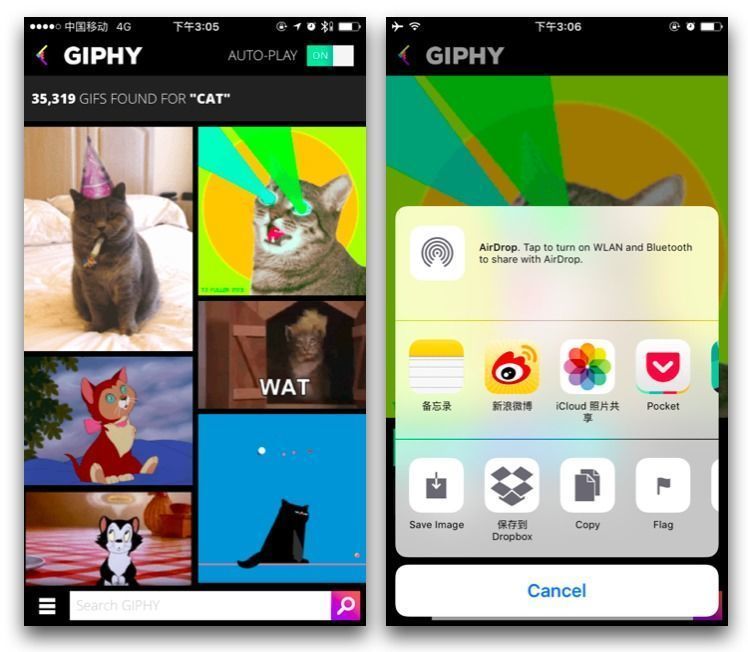 中国移动 4G 下午3:05
GIPHY AUTO-PLAY ON
35,319 GIFS FOUND FOR "CAT"
WAT
Search GIPHY
下午3:06
GIPHY
AirDrop. Tap to turn on WLAN and Bluetooth
to share with AirDrop.
备忘录 新浪微博 iCloud 照片共
享 Pocket
Save Image 保存到
Dropbox Copy Flag
Cancel